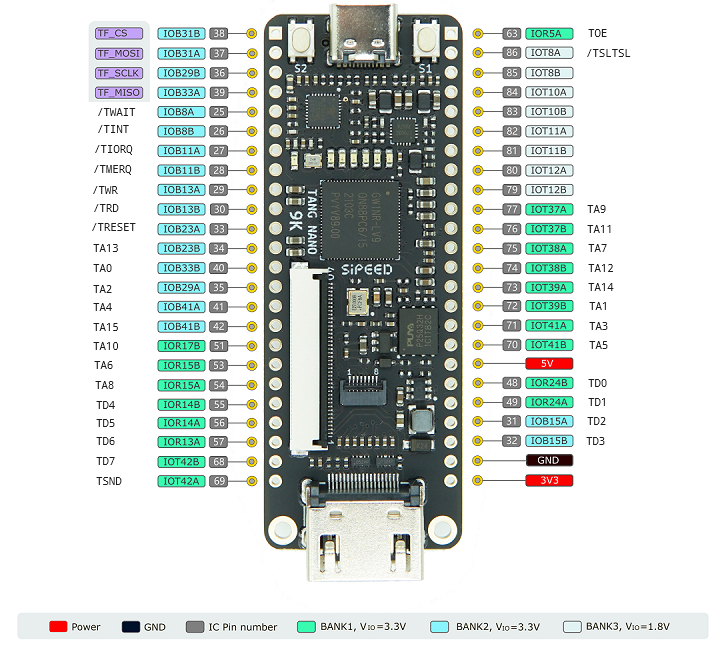 TF_CS IOB31B 38 63 IOR5A TOE
TF_MOSI IOB31A 37 86 IOT8A /TSLTSL
TF_SCLK IOB29B 36 85 IOT8B
TF_MISO IOB33A 39 84 IOT10A
/TWAIT IOB8A 25 83 IOT10B
/TINT IOB8B 26 82 IOT11A
/TIORQ IOB11A 27 81 IOT11B
/TMERQ IOB11B 28 80 IOT12A
/TWR IOB13A 29 79 IOT12B
/TRD IOB13B 30 77 IOT37A TA9
/TRESET IOB23A 33 76 IOT37B TA11
TA13 IOB23B 34 75 IOT38A TA7
TA0 IOB33B 40 74 IOT38B TA12
TA2 IOB29A 35 73 IOT39A TA14
TA4 IOB41A 41 72 IOT39B TA1
TA15 IOB41B 42 71 IOT41A TA3
TA10 IOR17B 51 70 IOT41B TA5
TA6 IOR15B 53 5V
TA8 IOR15A 54 48 IOR24B TD0
TD4 IOR14B 55 49 IOR24A TD1
TD5 IOR14A 56 31 IOB15A TD2
TD6 IOR13A 57 32 IOB15B TD3
TD7 IOT42B 68 GND
TSND IOT42A 69 3V3
S2 S1
TANG NANO
9K
SiPEED
1 8
Power GND IC Pin number BANK1, VIO=3.3V BANK2, VIO=3.3V BANK3, VIO=1.8V